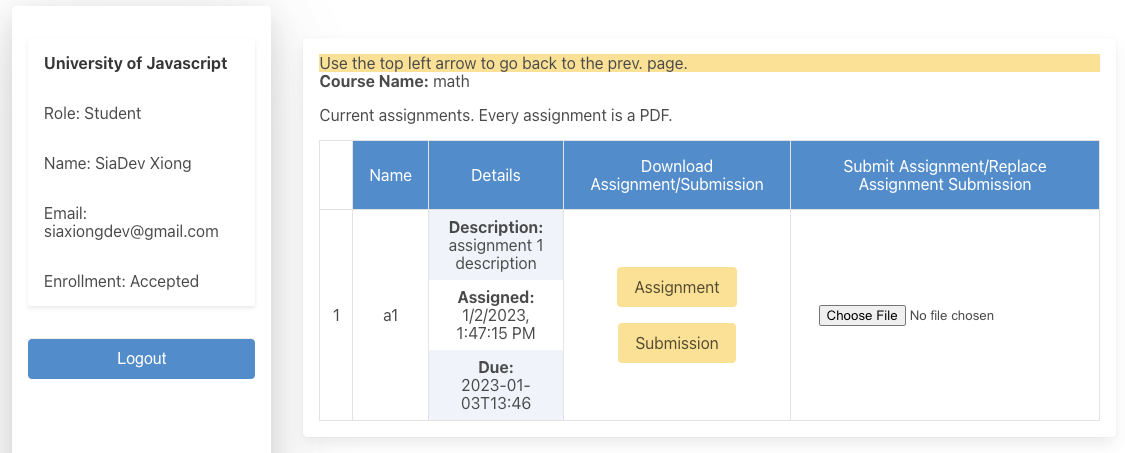 University of Javascript
Role: Student
Name: SiaDev Xiong
Email:
siaxiongdev@gmail.com
Enrollment: Accepted
Logout
Use the top left arrow to go back to the prev. page.
Course Name: math
Current assignments. Every assignment is a PDF.
Name
Details
Download
Assignment/Submission
Submit Assignment/Replace
Assignment Submission
1
a1
Description:
assignment 1
description
Assigned:
1/2/2023,
1:47:15 PM
Due:
2023-01-
03T13:46
Assignment
Submission
Choose File No file chosen